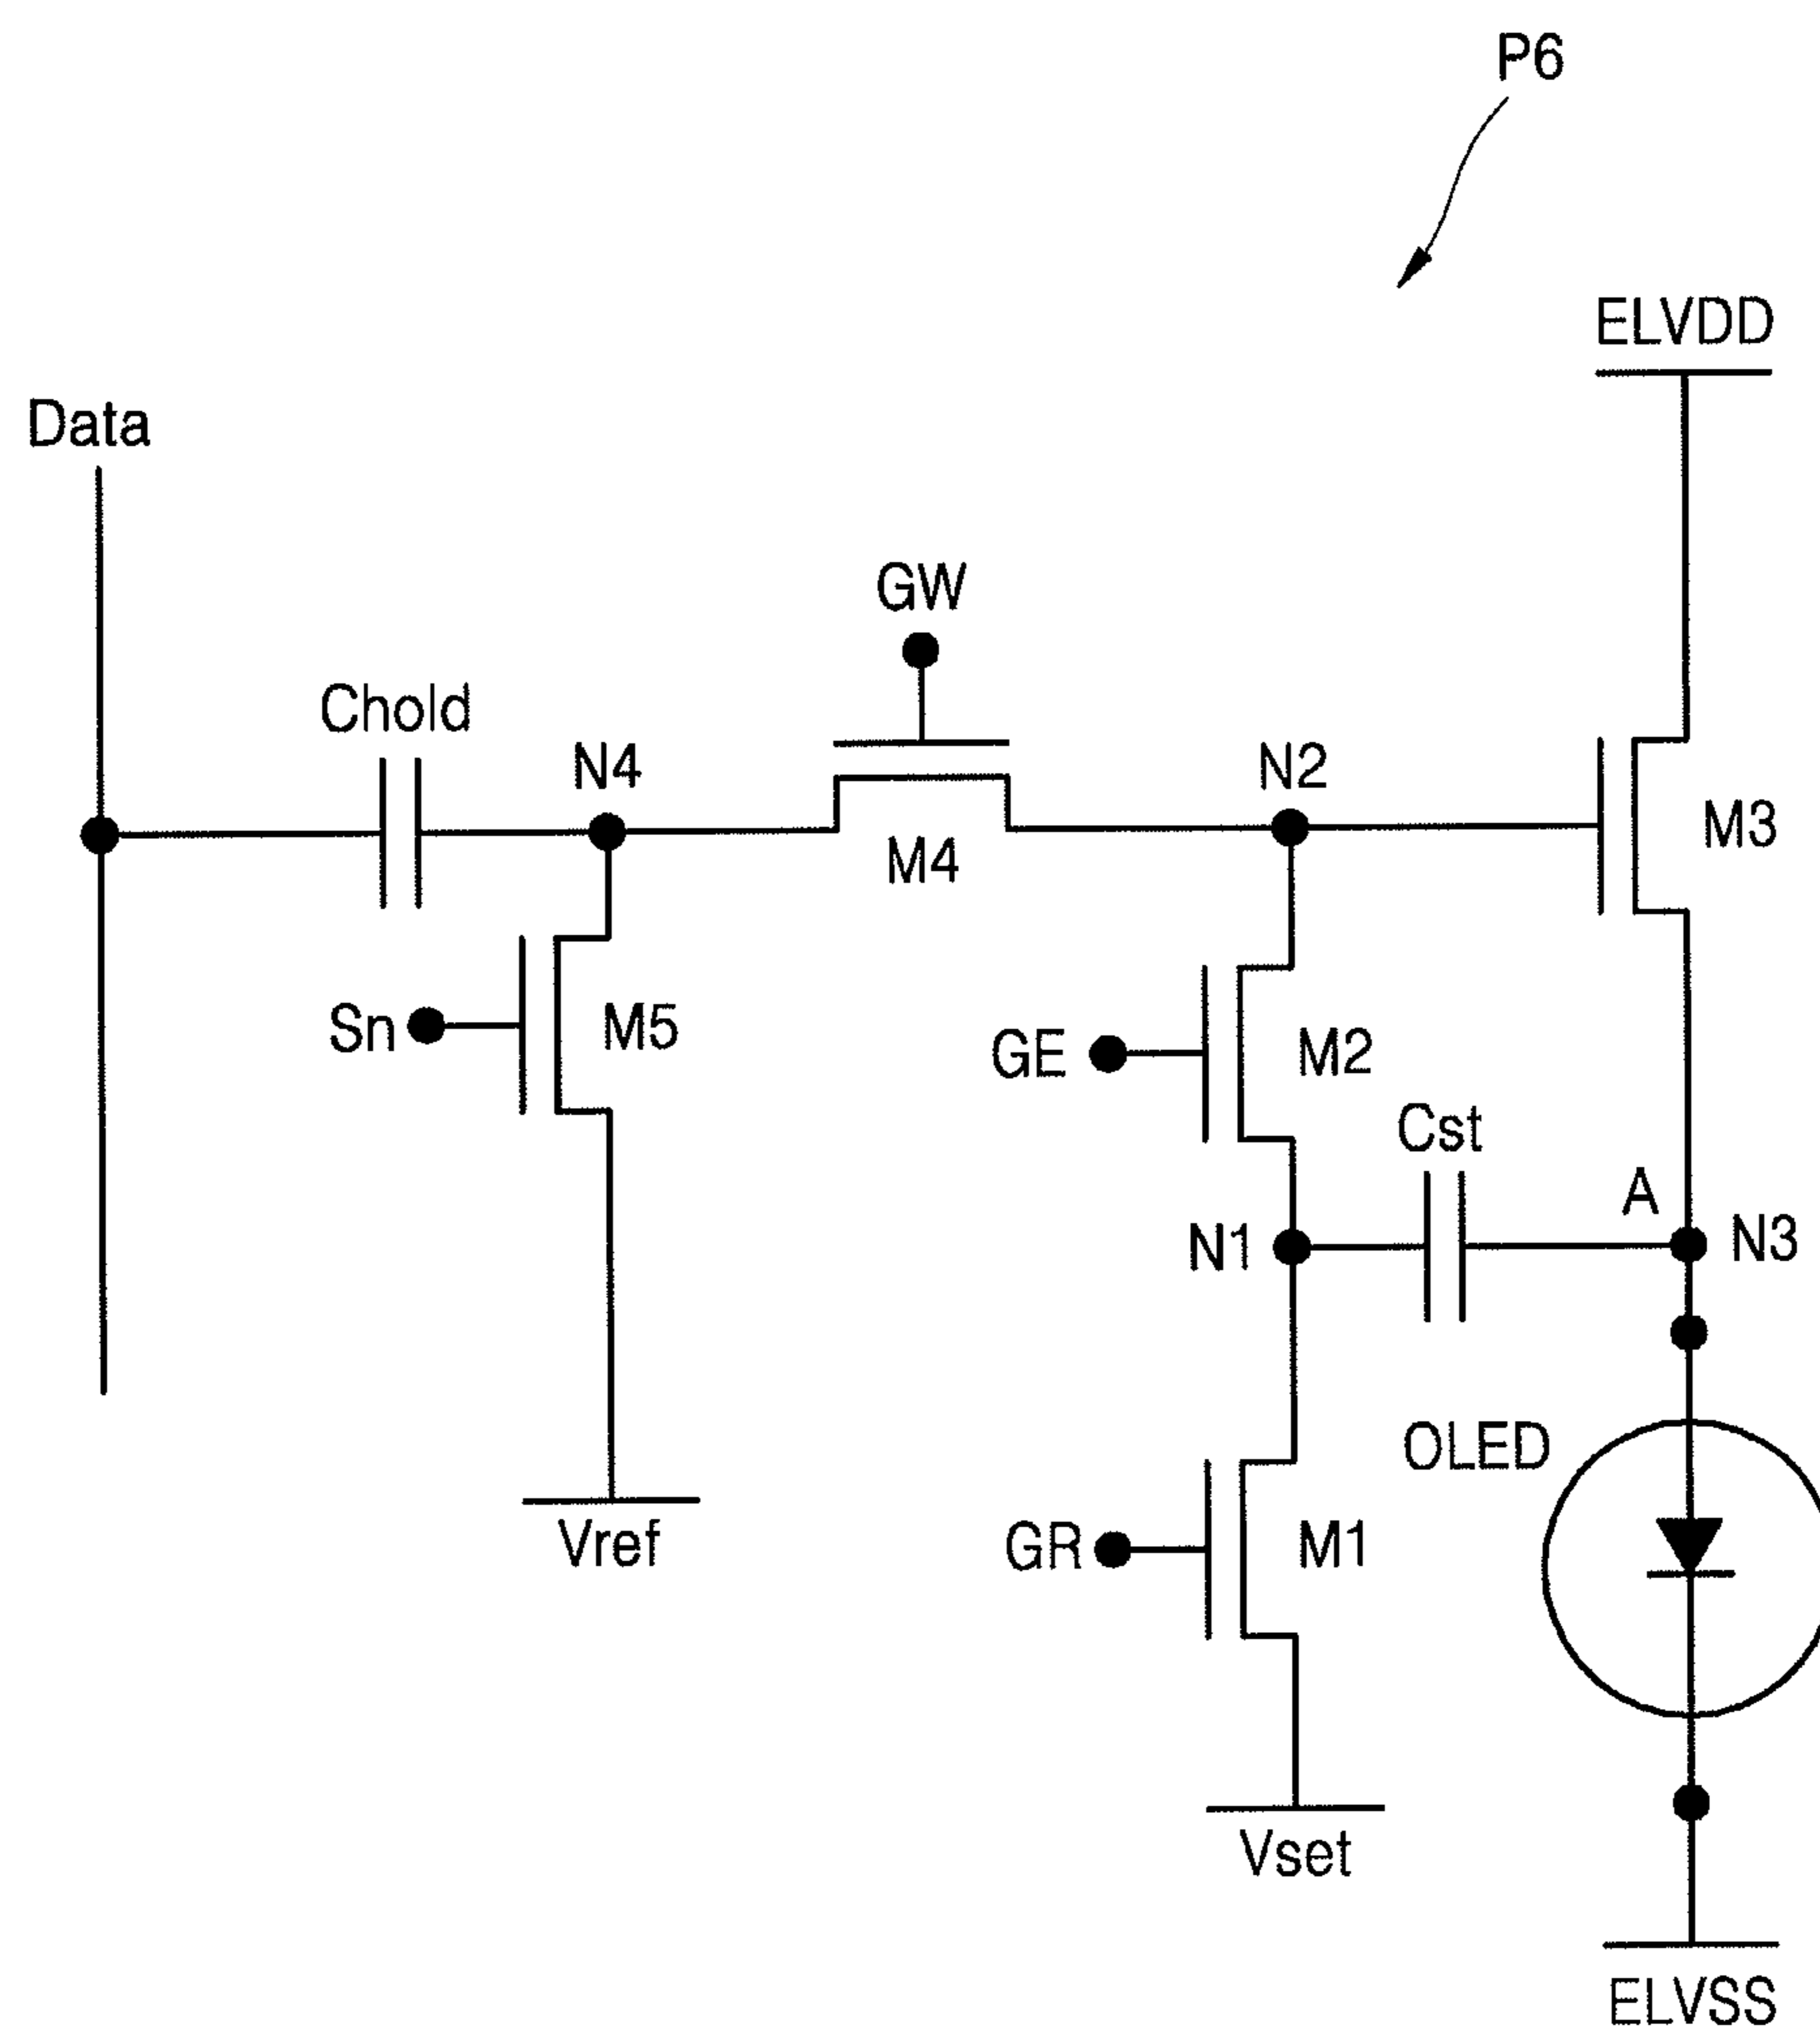 P6
ELVDD
Data
GW
Chold
N4
N2
M3
M4
Sn
M5
GE
M2
Cst
A
N1
N3
OLED
GR
M1
Vref
Vset
ELVSS